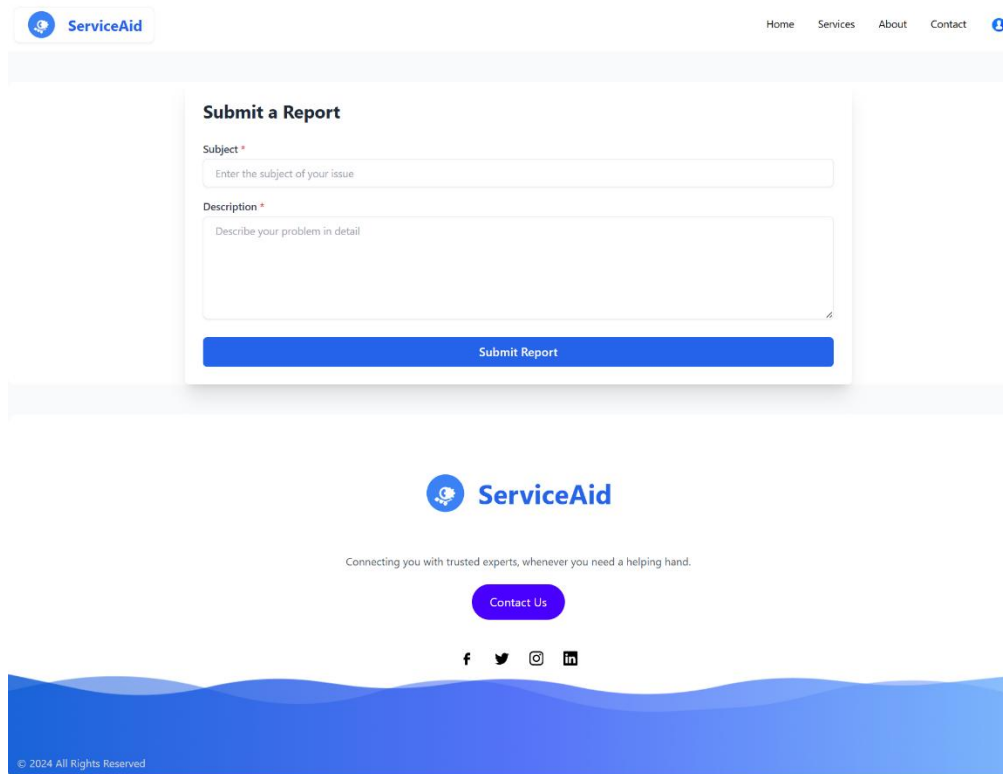 ServiceAid
Home Services About Contact
Submit a Report
Subject *
Enter the subject of your issue
Description *
Describe your problem in detail
Submit Report
ServiceAid
Connecting you with trusted experts, whenever you need a helping hand.
Contact Us
© 2024 All Rights Reserved